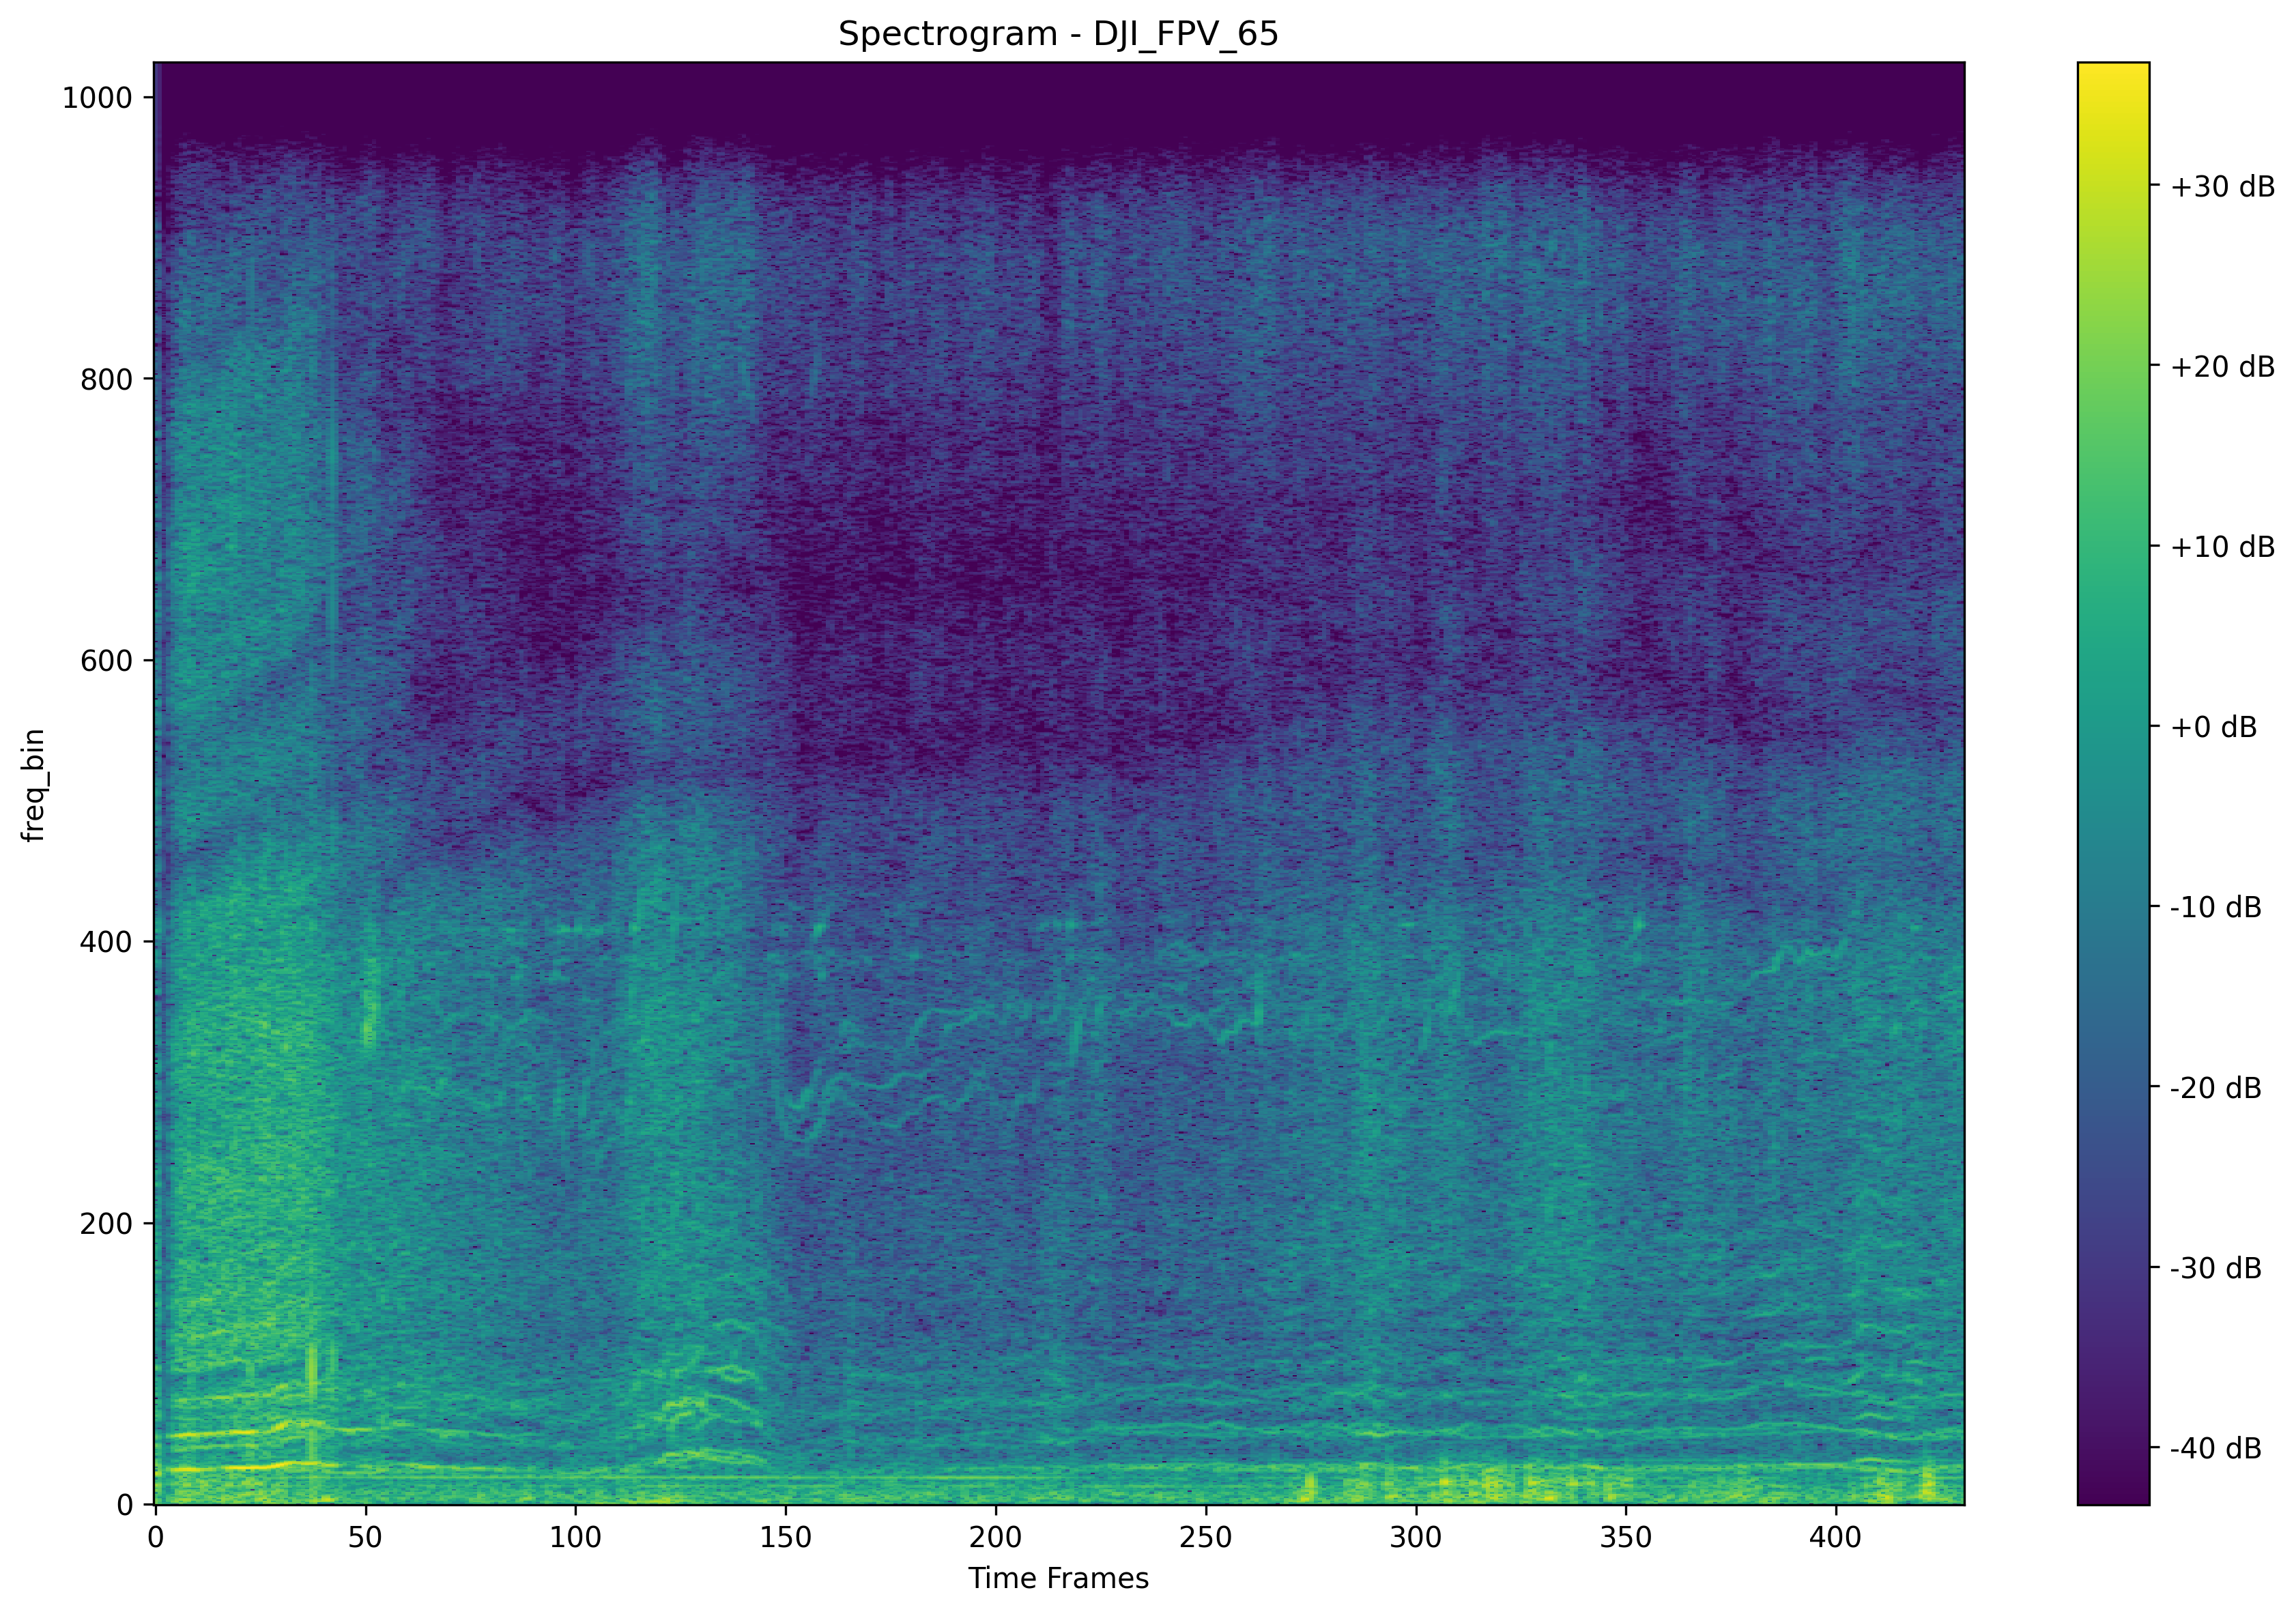 Spectrogram - DJI_FPV_65
1000
800
600
400
200
0
freq_bin
0 50 100 150 200 250 300 350 400
Time Frames
+30 dB
+20 dB
+10 dB
+0 dB
-10 dB
-20 dB
-30 dB
-40 dB